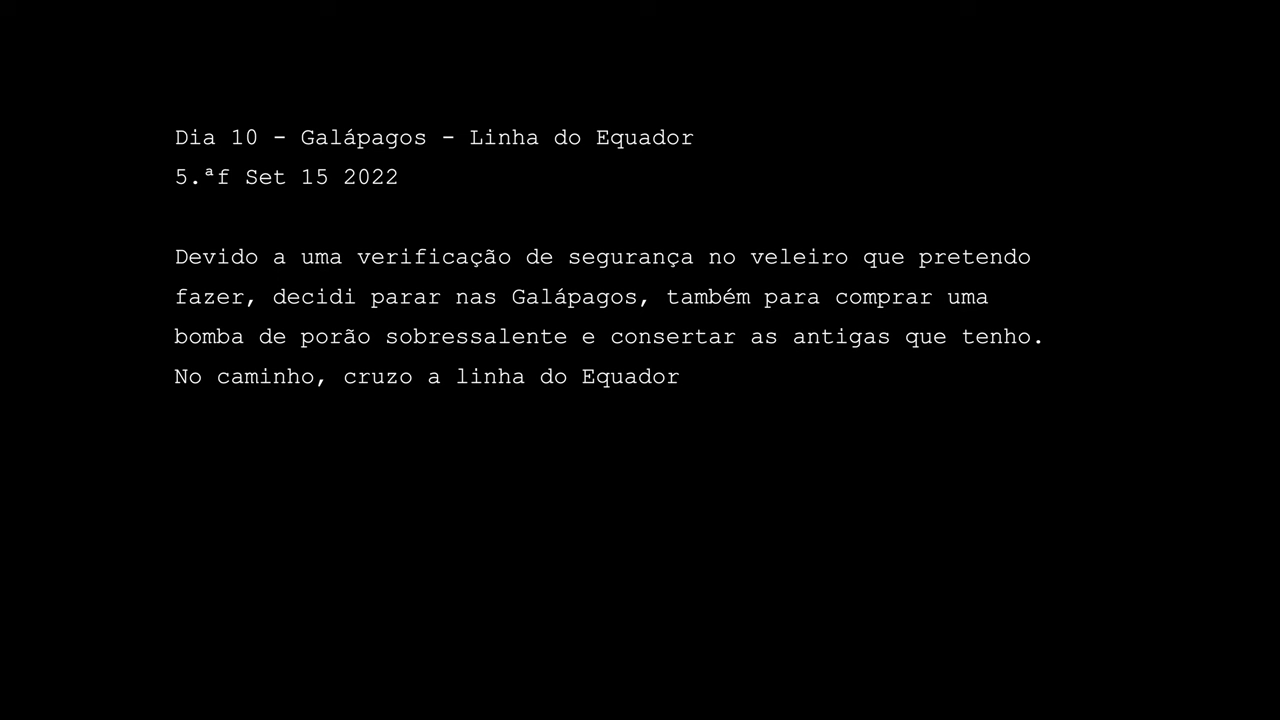 Dia 10 - Galápagos - Linha do Equador
5.ªf Set 15 2022
Devido a uma verificação de segurança no veleiro que pretendo
fazer, decidi parar nas Galápagos, também para comprar uma
bomba de porão sobressalente e consertar as antigas que tenho.
No caminho, cruzo a linha do Equador